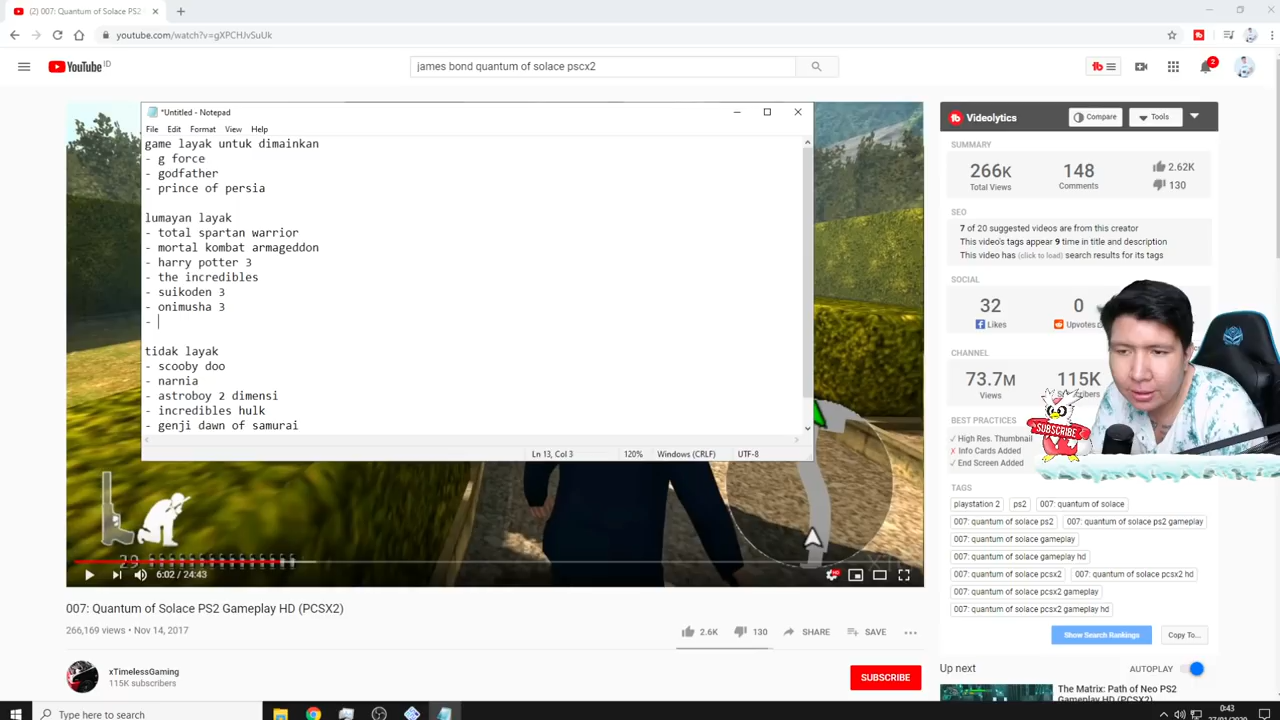 (2) 007: Quantum of Solace PS2
youtube.com/watch?v=gXPCHJvSuUk
YouTube ID
james bond quantum of solace pscx2
2
*Untitled - Notepad
File Edit Format View Help
game layak untuk dimainkan
- g force
- godfather
- prince of persia
lumayan layak
- total spartan warrior
- mortal kombat armageddon
- harry potter 3
- the incredibles
- suikoden 3
- onimusha 3
-
tidak layak
- scooby doo
- narnia
- astroboy 2 dimensi
- incredibles hulk
- genji dawn of samurai
Ln 13, Col 3 120% Windows (CRLF) UTF-8
29
6:02 / 24:43
HD
007: Quantum of Solace PS2 Gameplay HD (PCSX2)
266,169 views • Nov 14, 2017
2.6K 130 SHARE SAVE
xTimelessGaming
115K subscribers
SUBSCRIBE
tb Videolytics Compare Tools
SUMMARY
266K 148 2.62K
Total Views Comments 130
SEO
7 of 20 suggested videos are from this creator
This video's tags appear 9 time in title and description
This video has (click to load) search results for its tags
SOCIAL
32 0
Likes Upvotes
CHANNEL
73.7M 115K
Views
SUBSCRIBE
BEST PRACTICES
✓ High Res. Thumbnail
✗ Info Cards Added
✓ End Screen Added
TAGS
playstation 2 ps2 007: quantum of solace
007: quantum of solace ps2 007: quantum of solace ps2 gameplay
007: quantum of solace gameplay
007: quantum of solace gameplay hd
007: quantum of solace pcsx2 007: quantum of solace pcsx2 hd
007: quantum of solace pcsx2 gameplay
007: quantum of solace pcsx2 gameplay hd
Show Search Rankings Copy To...
Up next AUTOPLAY
The Matrix: Path of Neo PS2
Gameplay HD (PCSX2)
Type here to search
0:43